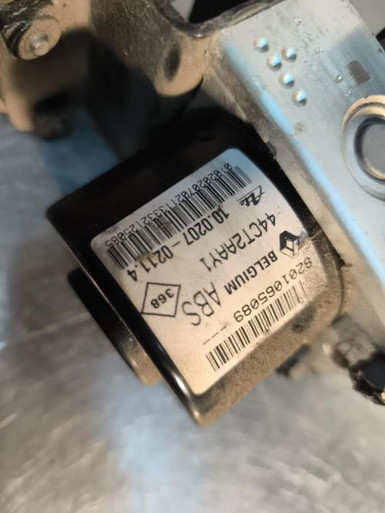 8201065089 ---
BELGIUM ABS
368
44CT2AAY1
10.0207-0211.4